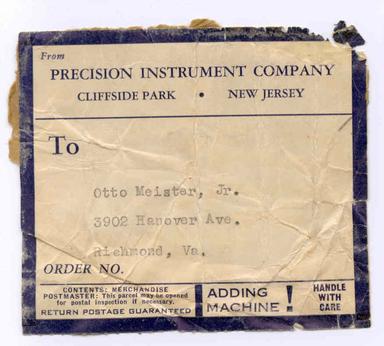 From
PRECISION INSTRUMENT COMPANY
CLIFFSIDE PARK • NEW JERSEY
To
Otto Meister, Jr.
3902 Hanover Ave.
Richmond, Va.
ORDER NO.
CONTENTS: MERCHANDISE
POSTMASTER: This parcel may be opened
for postal inspection if necessary.
RETURN POSTAGE GUARANTEED
ADDING
MACHINE!
HANDLE
WITH
CARE